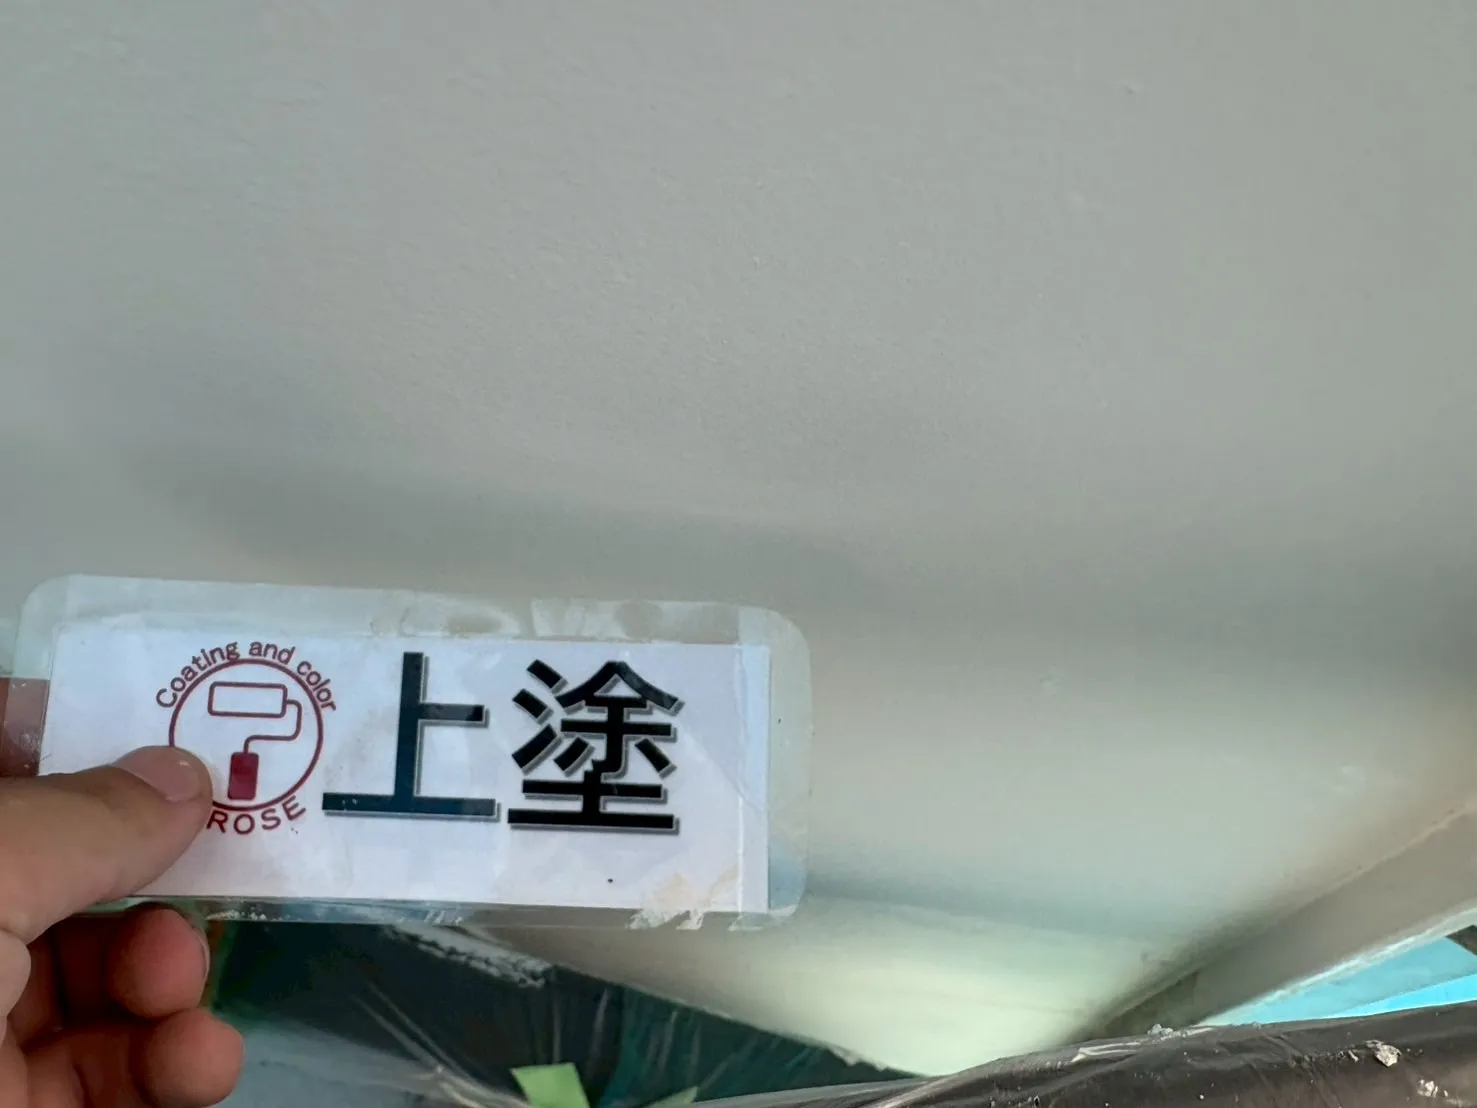 Coating and color
ROSE
上塗